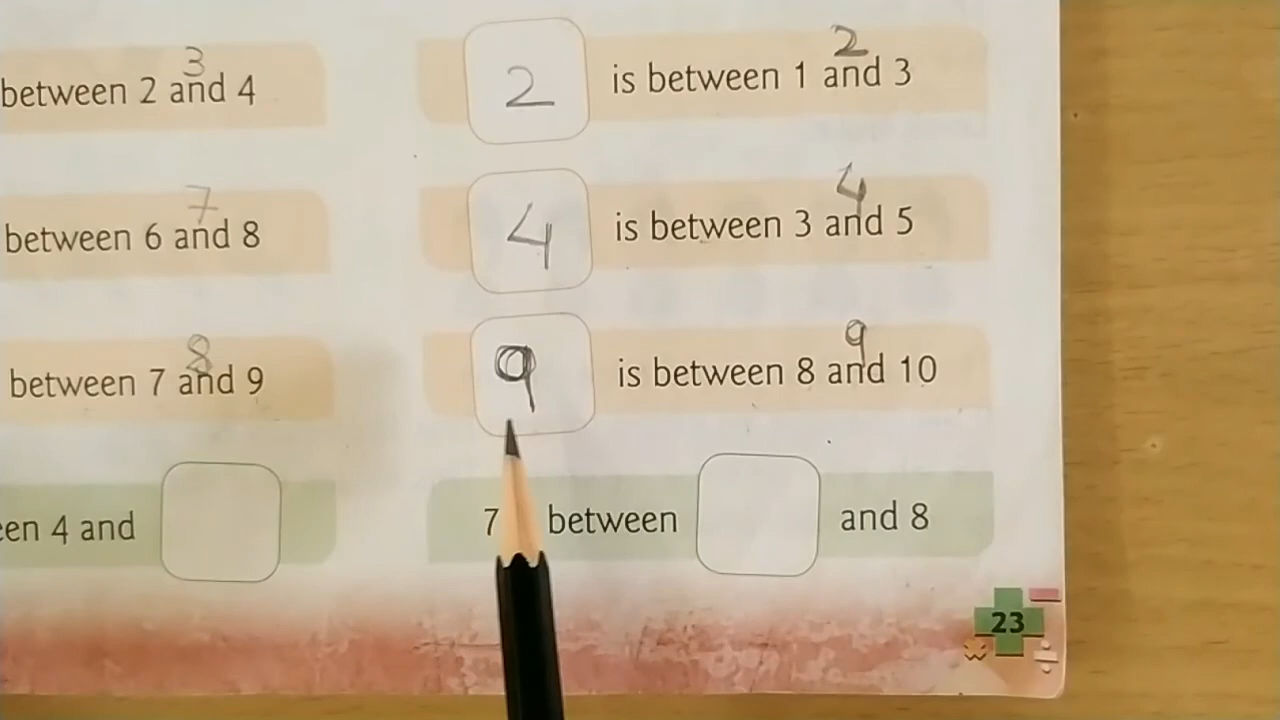 3
between 2 and 4
7
between 6 and 8
8
between 7 and 9
een 4 and
2
2 is between 1 and 3
4
4 is between 3 and 5
9
9 is between 8 and 10
7 between and 8
23